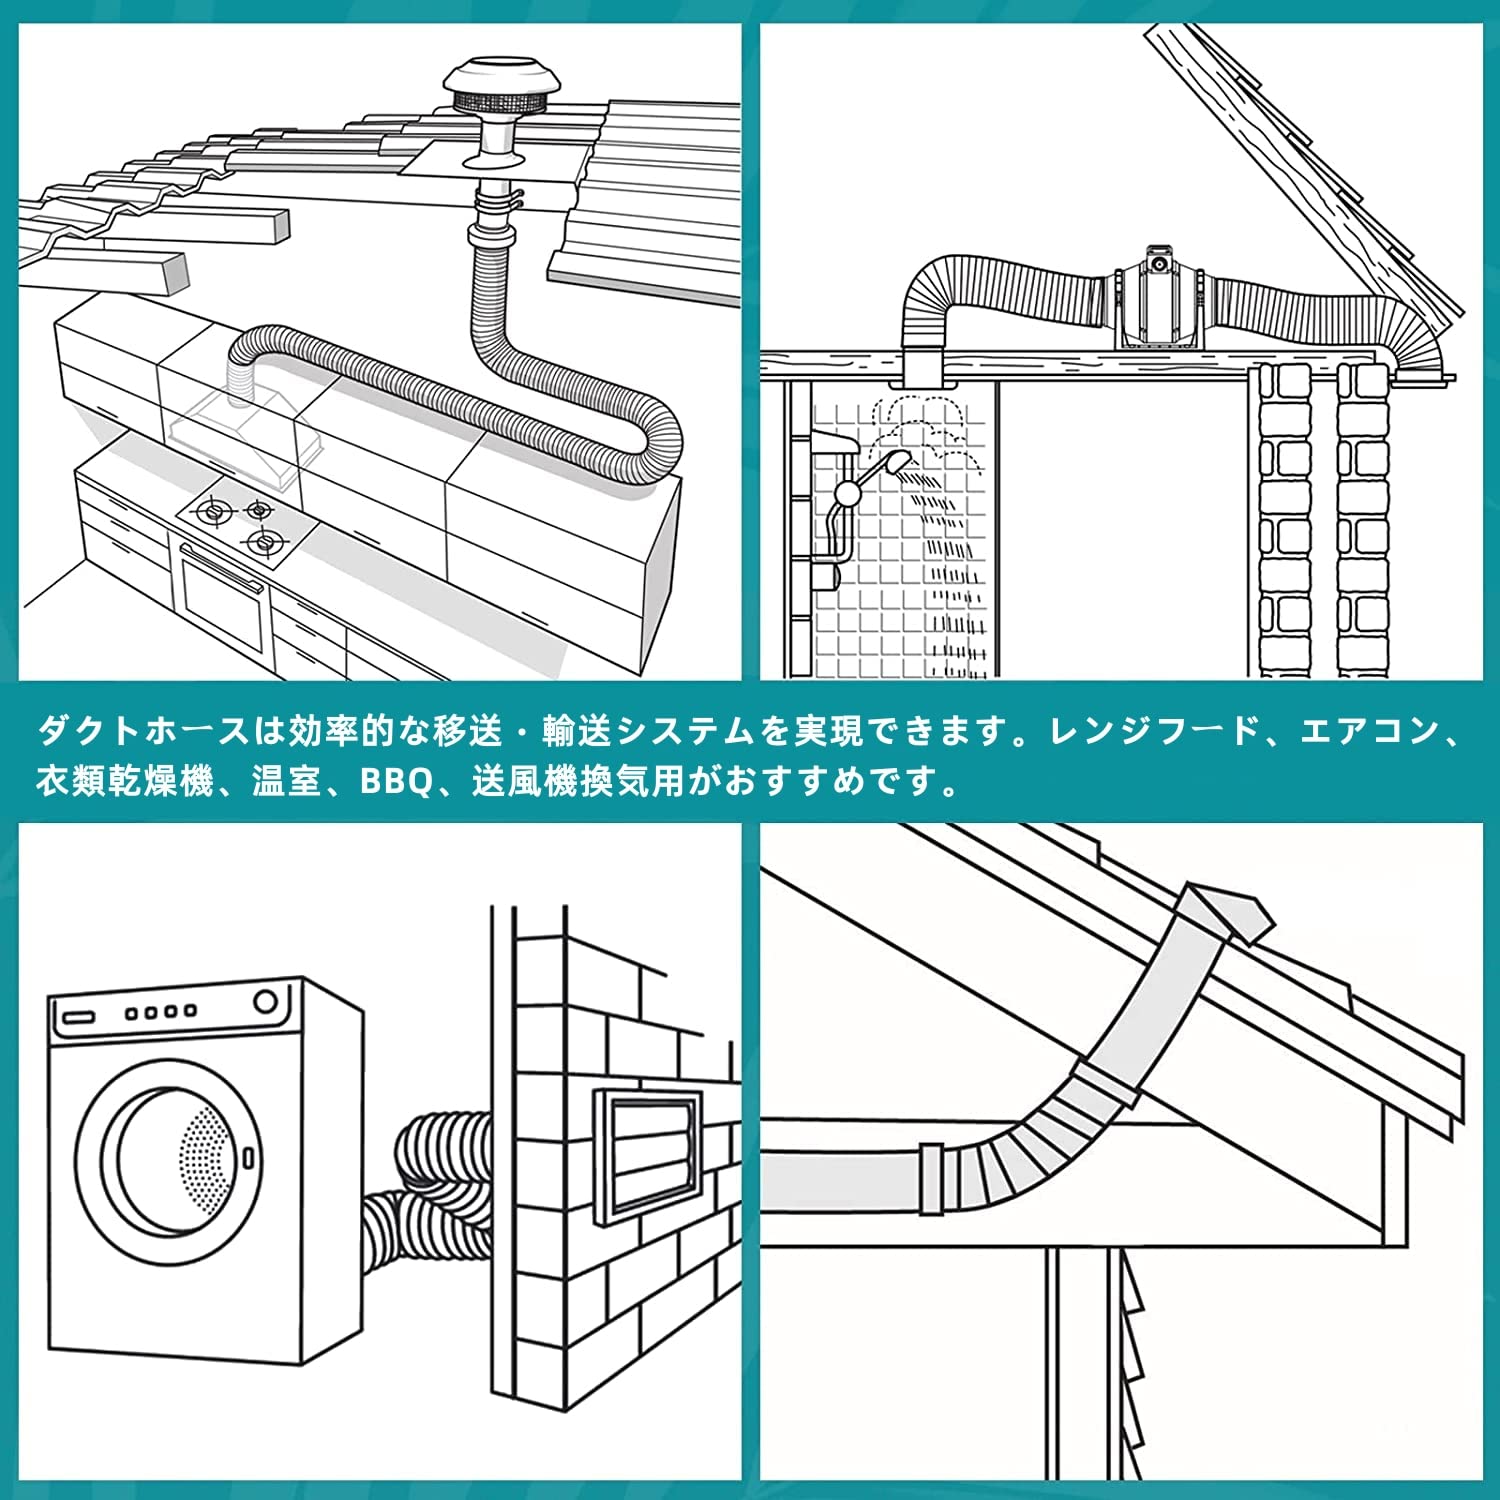 ダクトホースは効率的な移送・輸送システムを実現できます。レンジフード、エアコン、
衣類乾燥機、温室、BBQ、送風機換気用がおすすめです。